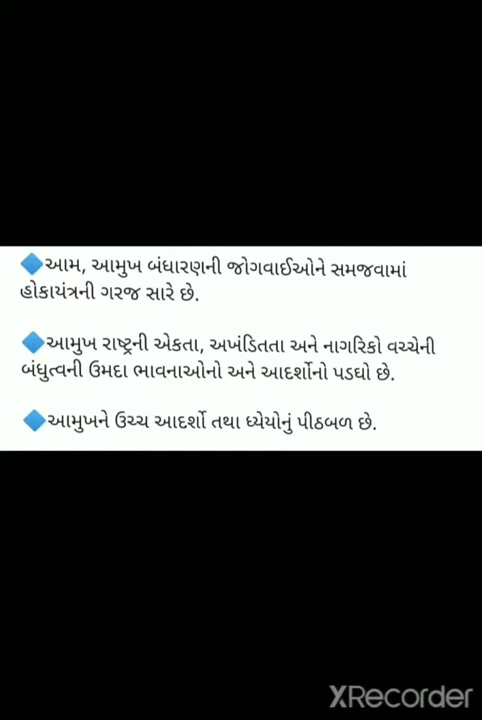 🔷આમ, આમુખ બંધારણની જોગવાઈઓને સમજવામાં
હોકાયંત્રની ગરજ સારે છે.
🔷આમુખ રાષ્ટ્રની એકતા, અખંડિતતા અને નાગરિકો વચ્ચેની
બંધુત્વની ઉમદા ભાવનાઓનો અને આદર્શોનો પડઘો છે.
🔷આમુખને ઉચ્ચ આદર્શો તથા ધ્યેયોનું પીઠબળ છે.
XRecorder